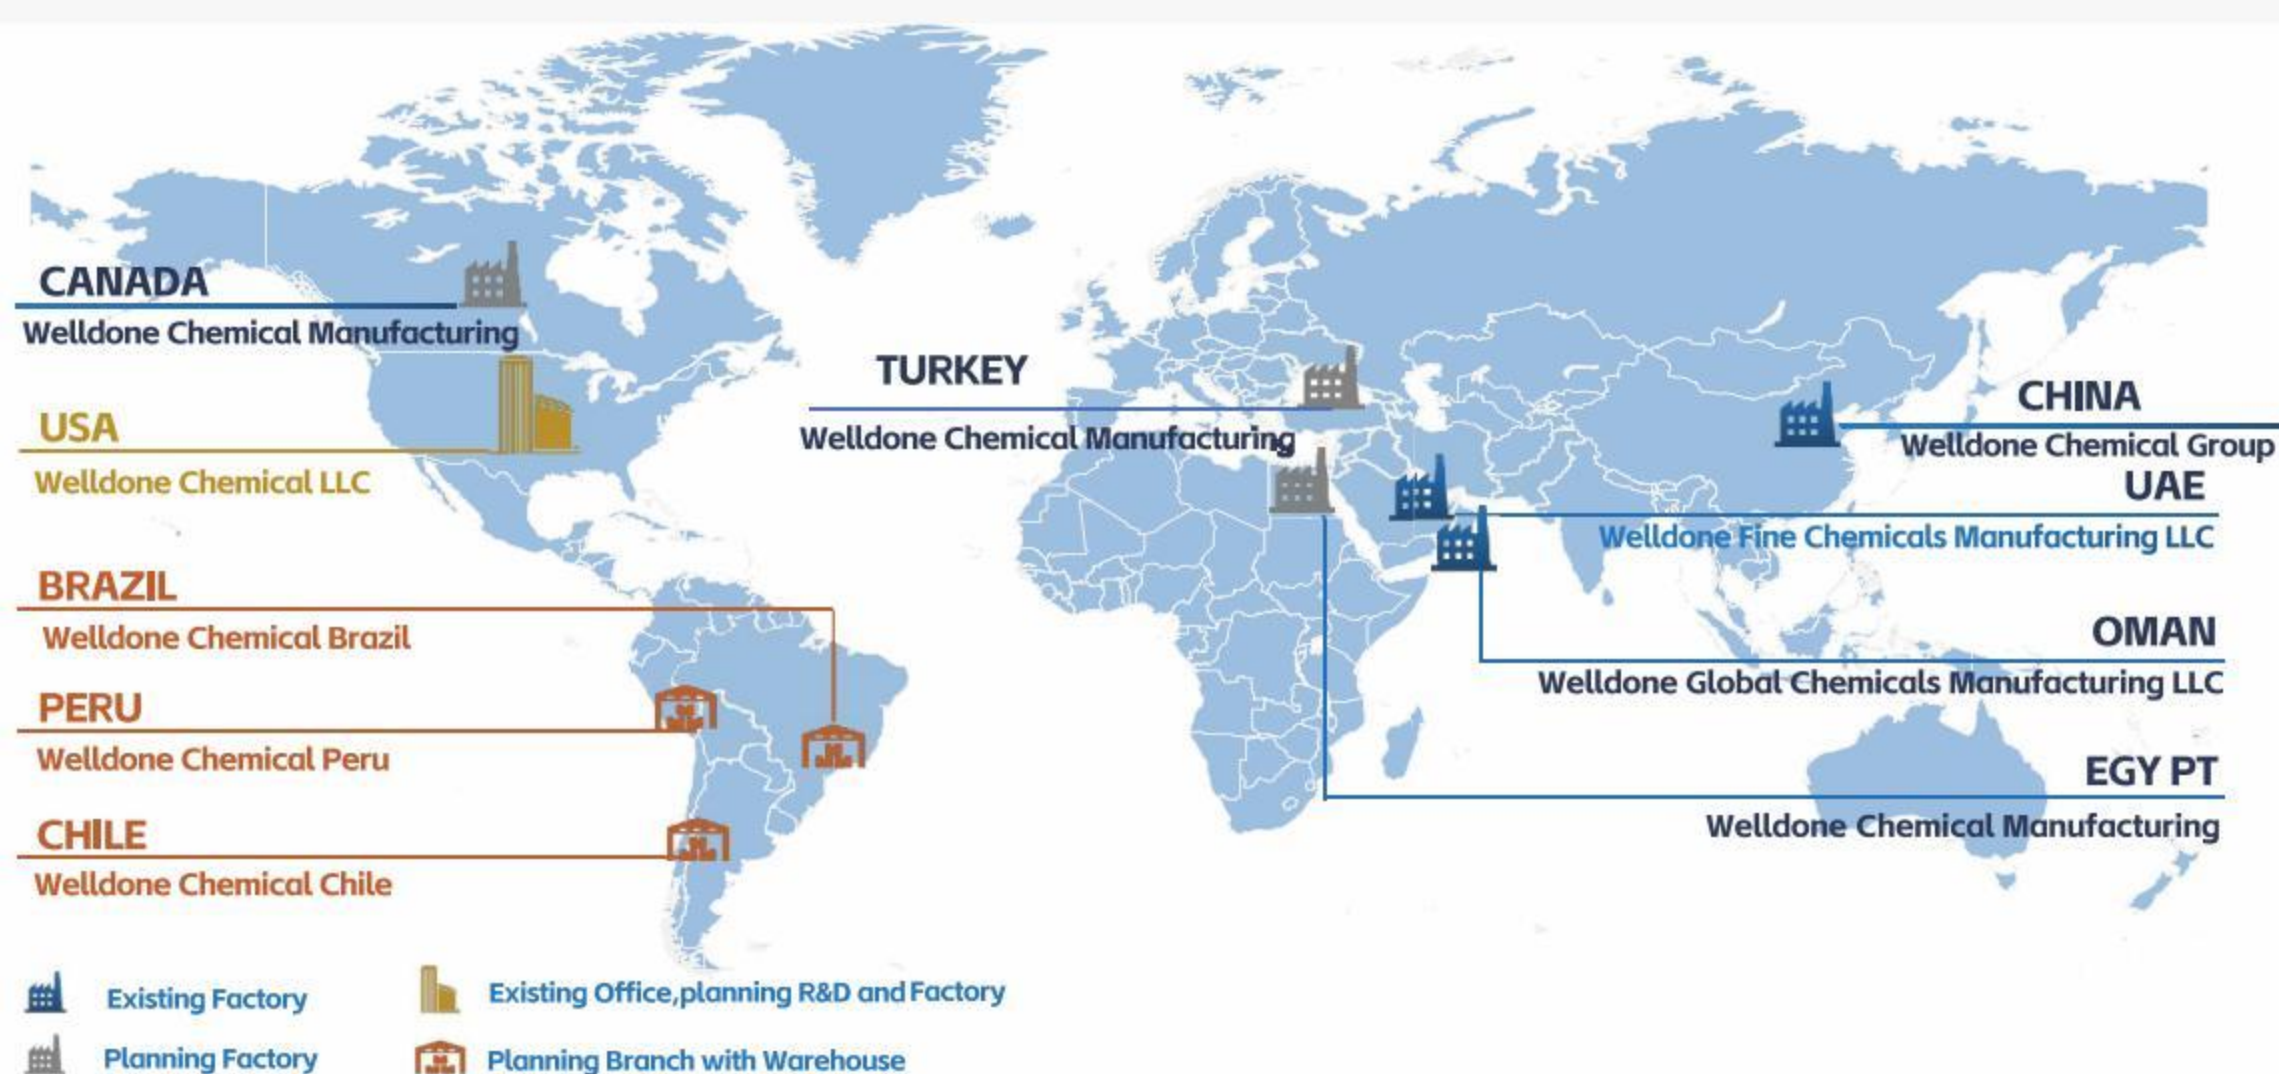 CANADA
Welldone Chemical Manufacturing
USA
Welldone Chemical LLC
BRAZIL
Welldone Chemical Brazil
PERU
Welldone Chemical Peru
CHILE
Welldone Chemical Chile
TURKEY
Welldone Chemical Manufacturing
CHINA
Welldone Chemical Group
UAE
Welldone Fine Chemicals Manufacturing LLC
OMAN
Welldone Global Chemicals Manufacturing LLC
EGY PT
Welldone Chemical Manufacturing
Existing Factory
Existing Office,planning R&D and Factory
Planning Factory
Planning Branch with Warehouse